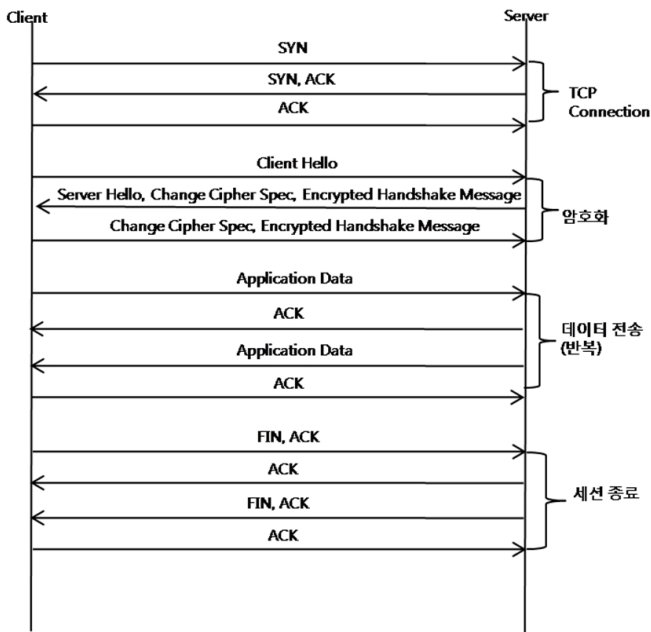 Client
Server
SYN
SYN, ACK
ACK
TCP
Connection
Client Hello
Server Hello, Change Cipher Spec, Encrypted Handshake Message
Change Cipher Spec, Encrypted Handshake Message
암호화
Application Data
ACK
Application Data
ACK
데이터 전송
(반복)
FIN, ACK
ACK
FIN, ACK
ACK
세션 종료